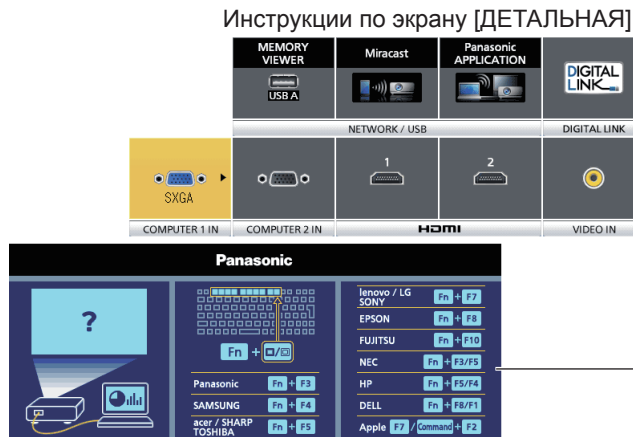 Инструкции по экрану [ДЕТАЛЬНАЯ]
MEMORY VIEWER
Miracast
Panasonic APPLICATION
DIGITAL LINK
USB A
NETWORK / USB
DIGITAL LINK
SXGA
1
2
COMPUTER 1 IN
COMPUTER 2 IN
HDMI
VIDEO IN
Panasonic
?
Fn + 
Panasonic Fn + F3
SAMSUNG Fn + F4
acer / SHARP
TOSHIBA Fn + F5
lenovo / LG
SONY Fn + F7
EPSON Fn + F8
FUJITSU Fn + F10
NEC Fn + F3/F5
HP Fn + F5/F4
DELL Fn + F8/F1
Apple F7 / Command + F2